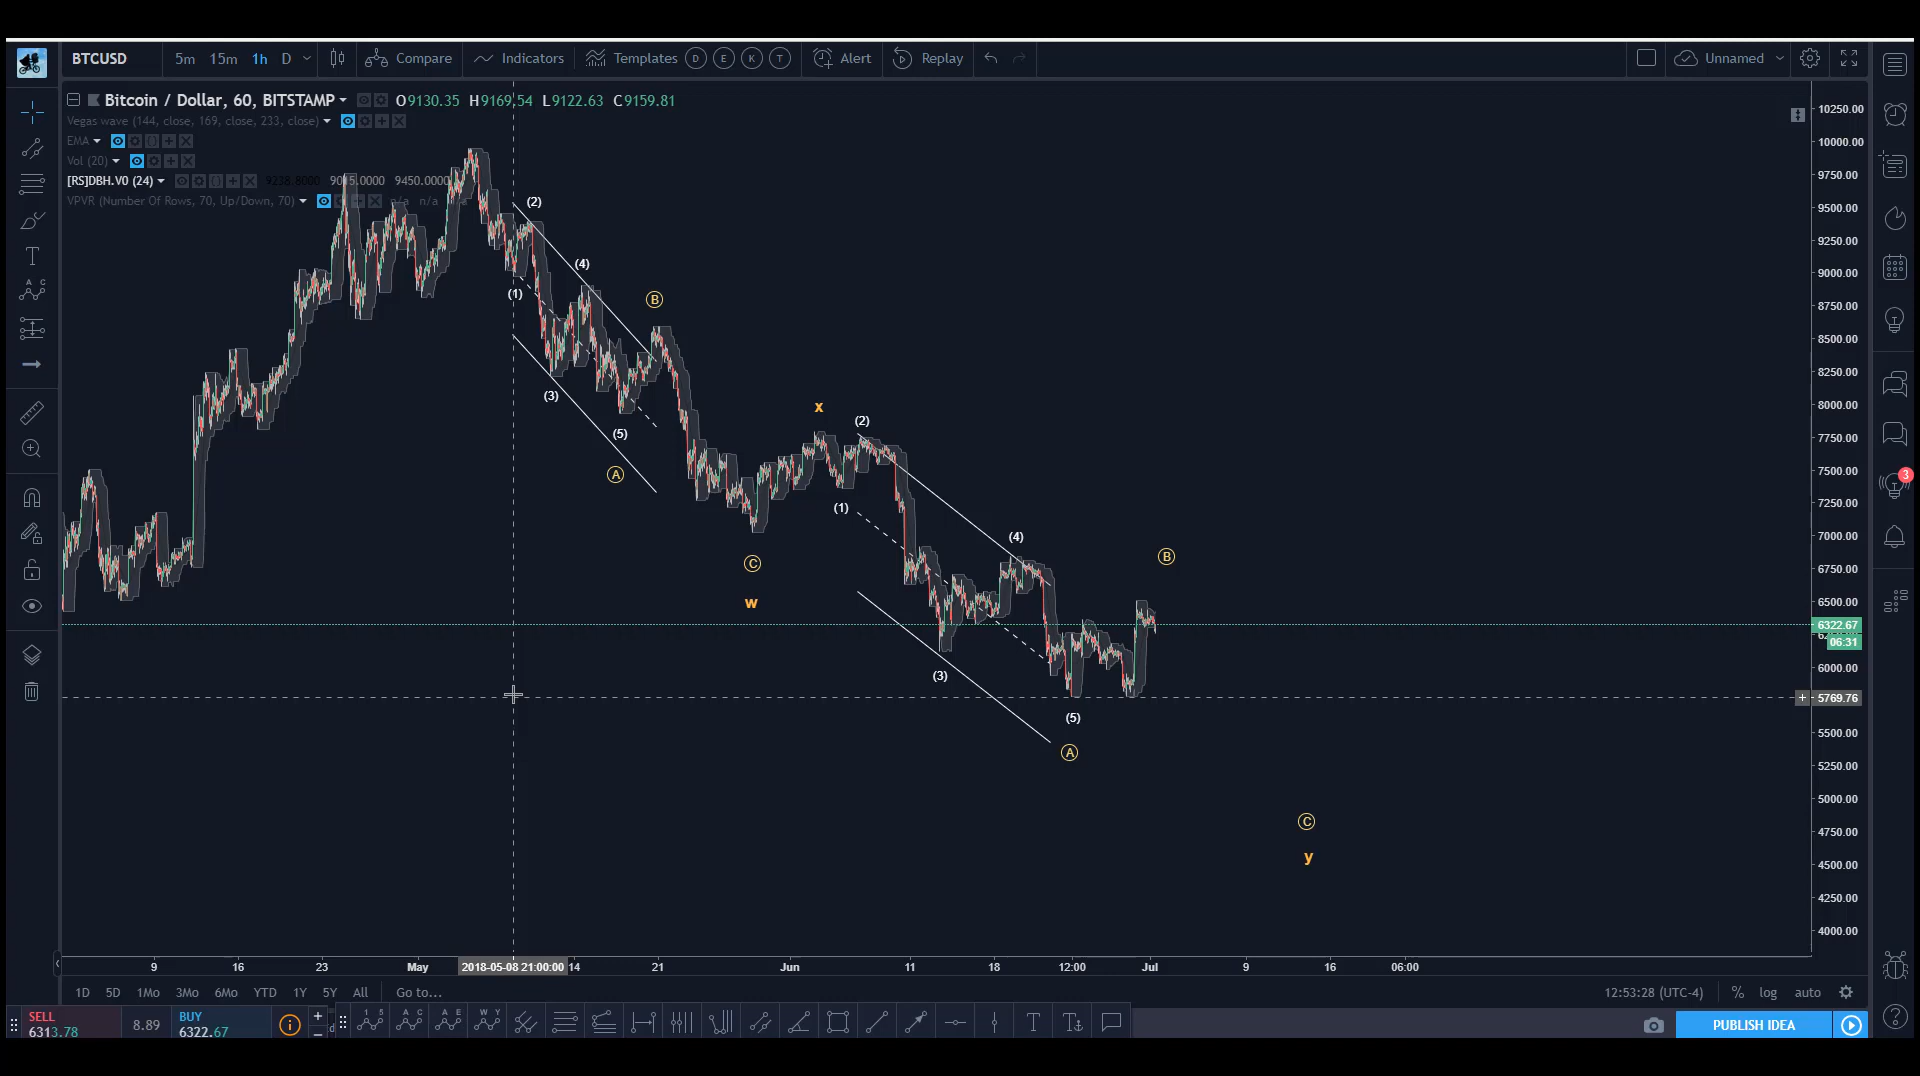 BTCUSD 5m 15m 1h D Compare Indicators Templates D E K T Alert Replay Unnamed
Bitcoin / Dollar, 60, BITSTAMP O9130.35 H9169.54 L9122.63 C9159.81
Vegas wave (144, close, 169, close, 233, close)
EMA
Vol (20)
[RS]DBH.V0 (24) 9450.0000
VPVR (Number Of Rows, 70, Up/Down, 70) n/a n/a
10250.00
10000.00
9750.00
9500.00
9250.00
9000.00
8750.00
8500.00
8250.00
8000.00
7750.00
7500.00
7250.00
7000.00
6750.00
6500.00
6322.67
06:31
6000.00
5769.76
5500.00
5250.00
5000.00
4750.00
4500.00
4250.00
4000.00
(2)
(4)
(1)
B
(3)
(5)
A
x
(2)
(1)
C
w
(4)
B
(3)
(5)
A
C
y
3
9 16 23 May 2018-05-08 21:00:00 14 21 Jun 11 18 12:00 Jul 9 16 06:00
1D 5D 1Mo 3Mo 6Mo YTD 1Y 5Y All Go to... 12:53:28 (UTC-4) % log auto
SELL
6313.78
8.89
BUY
6322.67
PUBLISH IDEA